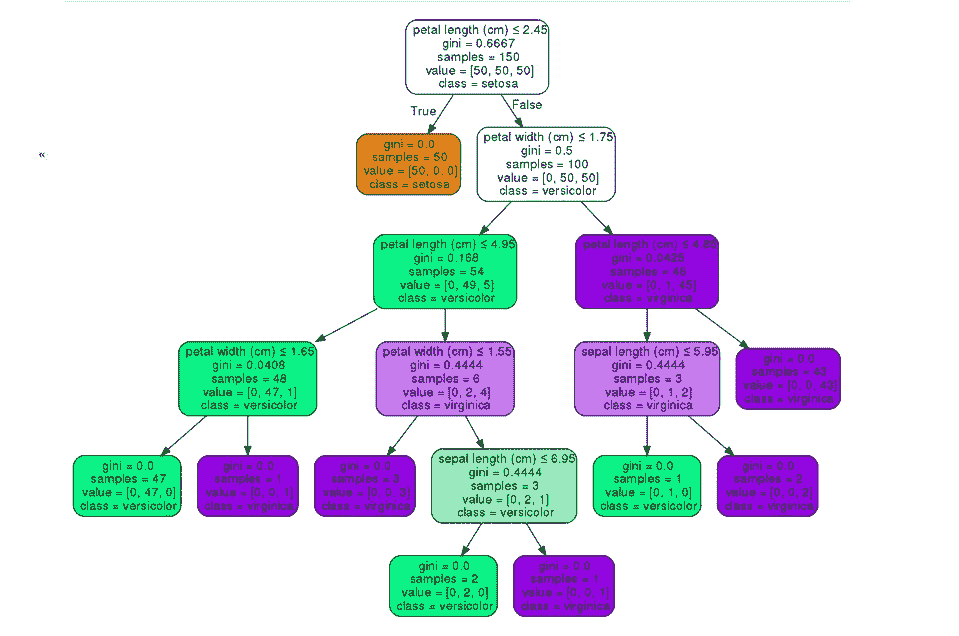 petal length (cm) ≤ 2.45
gini = 0.6667
samples = 150
value = [50, 50, 50]
class = setosa
True
False
«
gini = 0.0
samples = 50
value = [50, 0, 0]
class = setosa
petal width (cm) ≤ 1.75
gini = 0.5
samples = 100
value = [0, 50, 50]
class = versicolor
petal length (cm) ≤ 4.95
gini = 0.168
samples = 54
value = [0, 49, 5]
class = versicolor
petal length (cm) ≤ 4.85
gini = 0.0425
samples = 46
value = [0, 1, 45]
class = virginica
petal width (cm) ≤ 1.65
gini = 0.0408
samples = 48
value = [0, 47, 1]
class = versicolor
petal width (cm) ≤ 1.55
gini = 0.4444
samples = 6
value = [0, 2, 4]
class = virginica
sepal length (cm) ≤ 5.95
gini = 0.4444
samples = 3
value = [0, 1, 2]
class = virginica
gini = 0.0
samples = 43
value = [0, 0, 43]
class = virginica
gini = 0.0
samples = 47
value = [0, 47, 0]
class = versicolor
gini = 0.0
samples = 1
value = [0, 0, 1]
class = virginica
gini = 0.0
samples = 3
value = [0, 0, 3]
class = virginica
sepal length (cm) ≤ 6.95
gini = 0.4444
samples = 3
value = [0, 2, 1]
class = versicolor
gini = 0.0
samples = 1
value = [0, 1, 0]
class = versicolor
gini = 0.0
samples = 2
value = [0, 0, 2]
class = virginica
gini = 0.0
samples = 2
value = [0, 2, 0]
class = versicolor
gini = 0.0
samples = 1
value = [0, 0, 1]
class = virginica